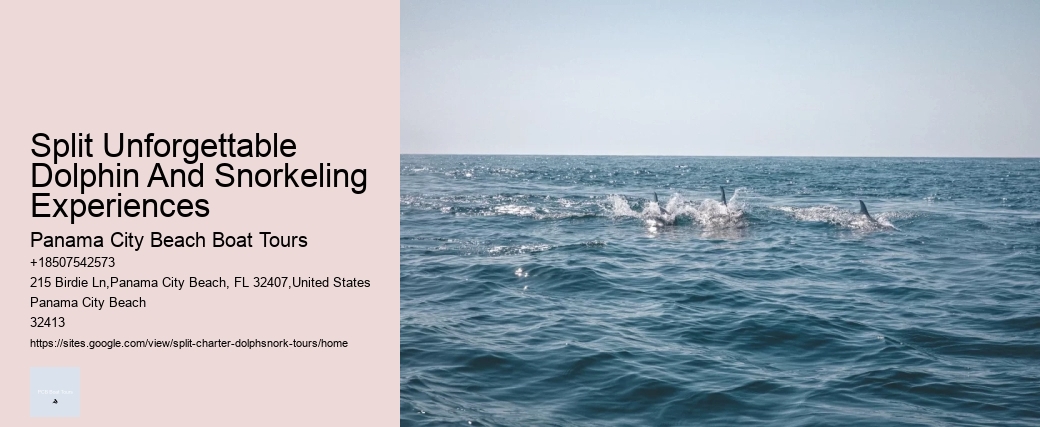 Split Unforgettable
Dolphin And Snorkeling
Experiences
Panama City Beach Boat Tours
+18507542573
215 Birdie Ln,Panama City Beach, FL 32407,United States
Panama City Beach
32413
https://sites.google.com/view/split-charter-dolphsnork-tours/home